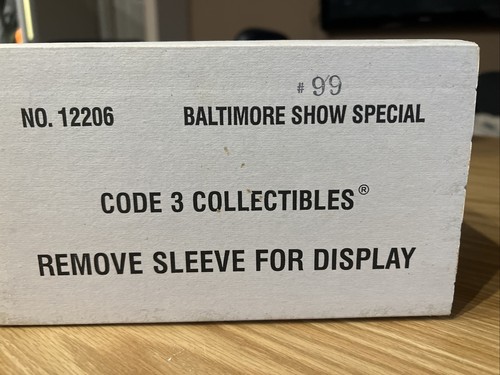 # 99
NO. 12206 BALTIMORE SHOW SPECIAL
CODE 3 COLLECTIBLES®
REMOVE SLEEVE FOR DISPLAY